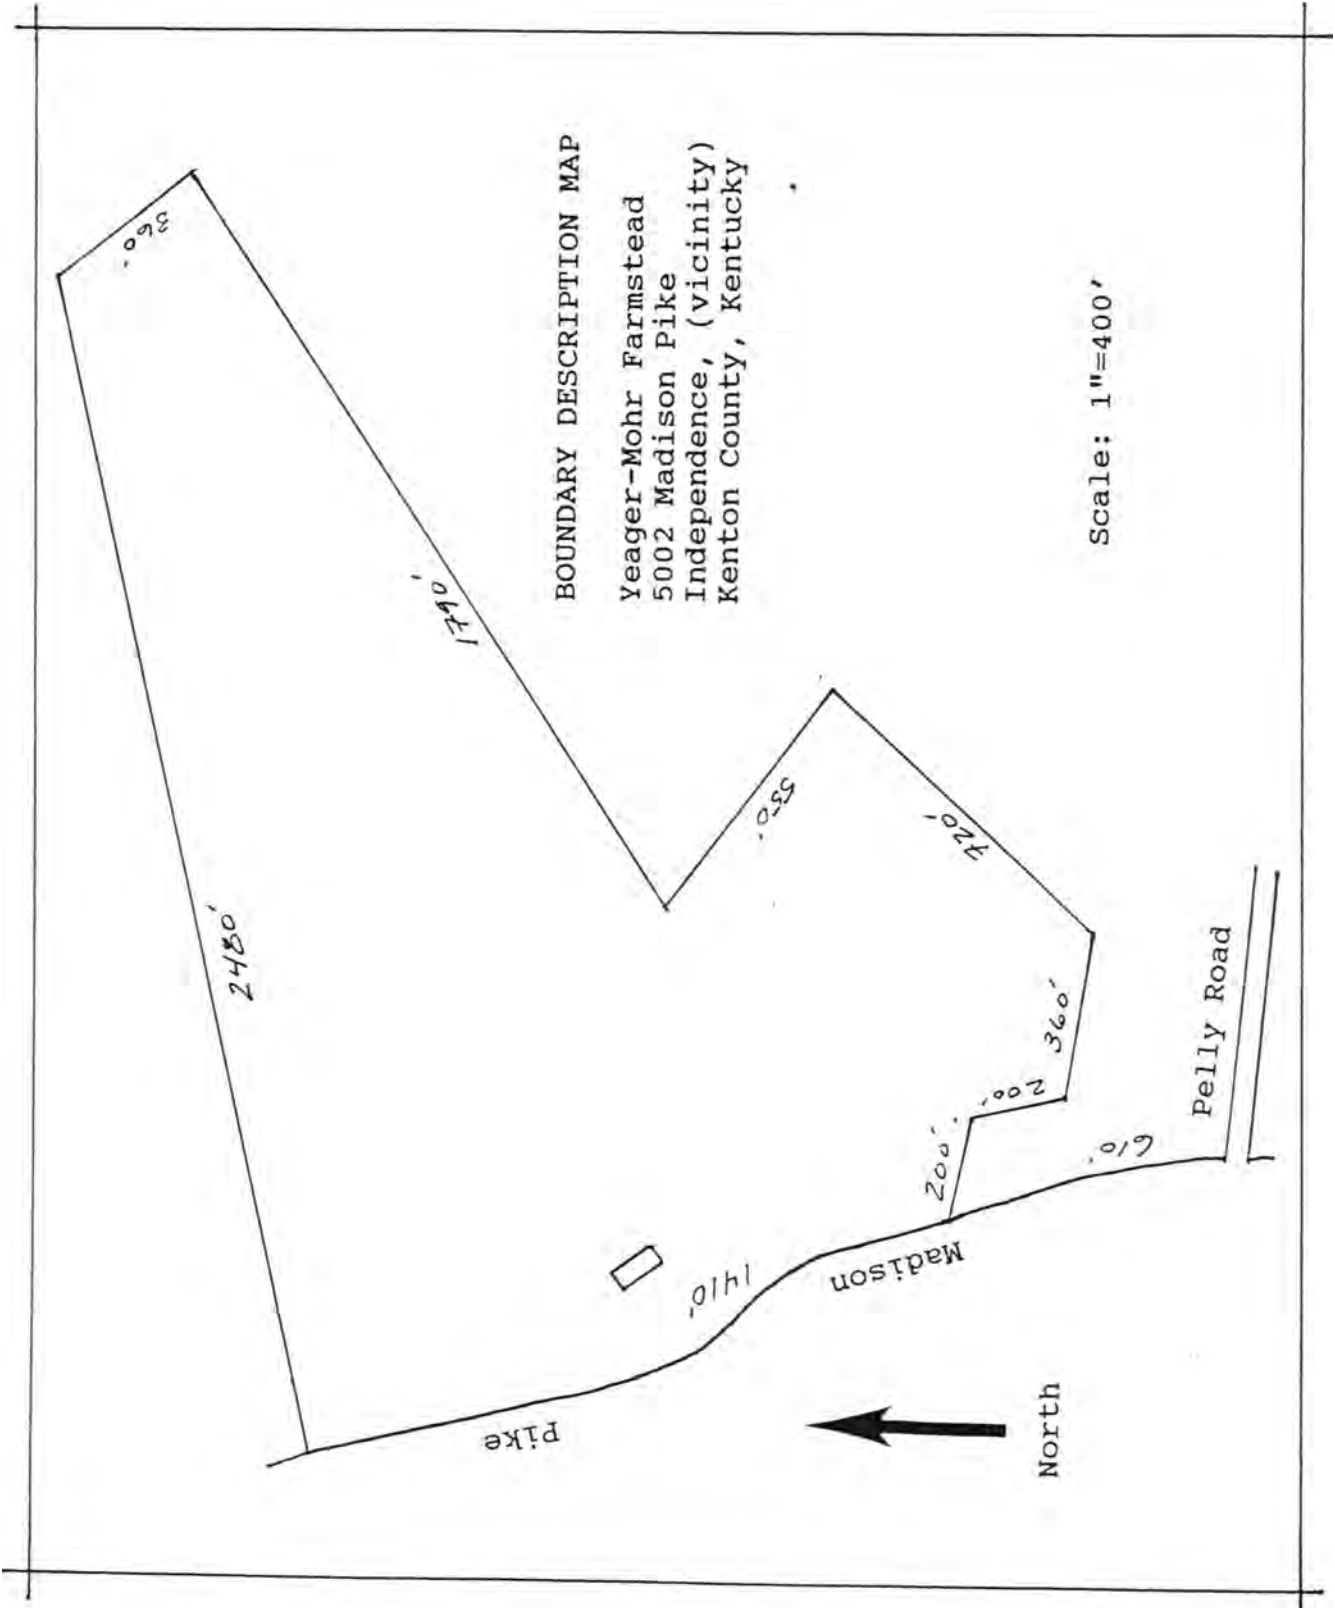 BOUNDARY DESCRIPTION MAP
Yeager-Mohr Farmstead
5002 Madison Pike
Independence, (vicinity)
Kenton County, Kentucky
Scale: 1"=400'
360'
2480'
1790'
550'
720'
360'
200'
200'
610'
1410'
Pelly Road
Madison
Pike
North